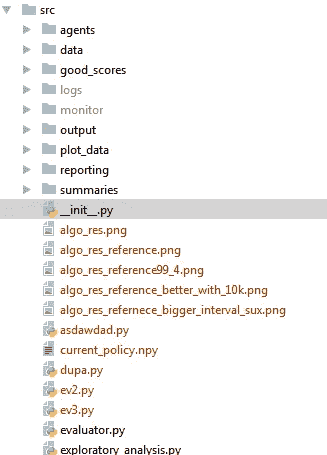 src
agents
data
good_scores
logs
monitor
output
plot_data
reporting
summaries
__init__.py
algo_res.png
algo_res_reference.png
algo_res_reference99_4.png
algo_res_reference_better_with_10k.png
algo_res_refernece_bigger_interval_sux.png
asdawdad.py
current_policy.npy
dupa.py
ev2.py
ev3.py
evaluator.py
exploratory_analysis.py